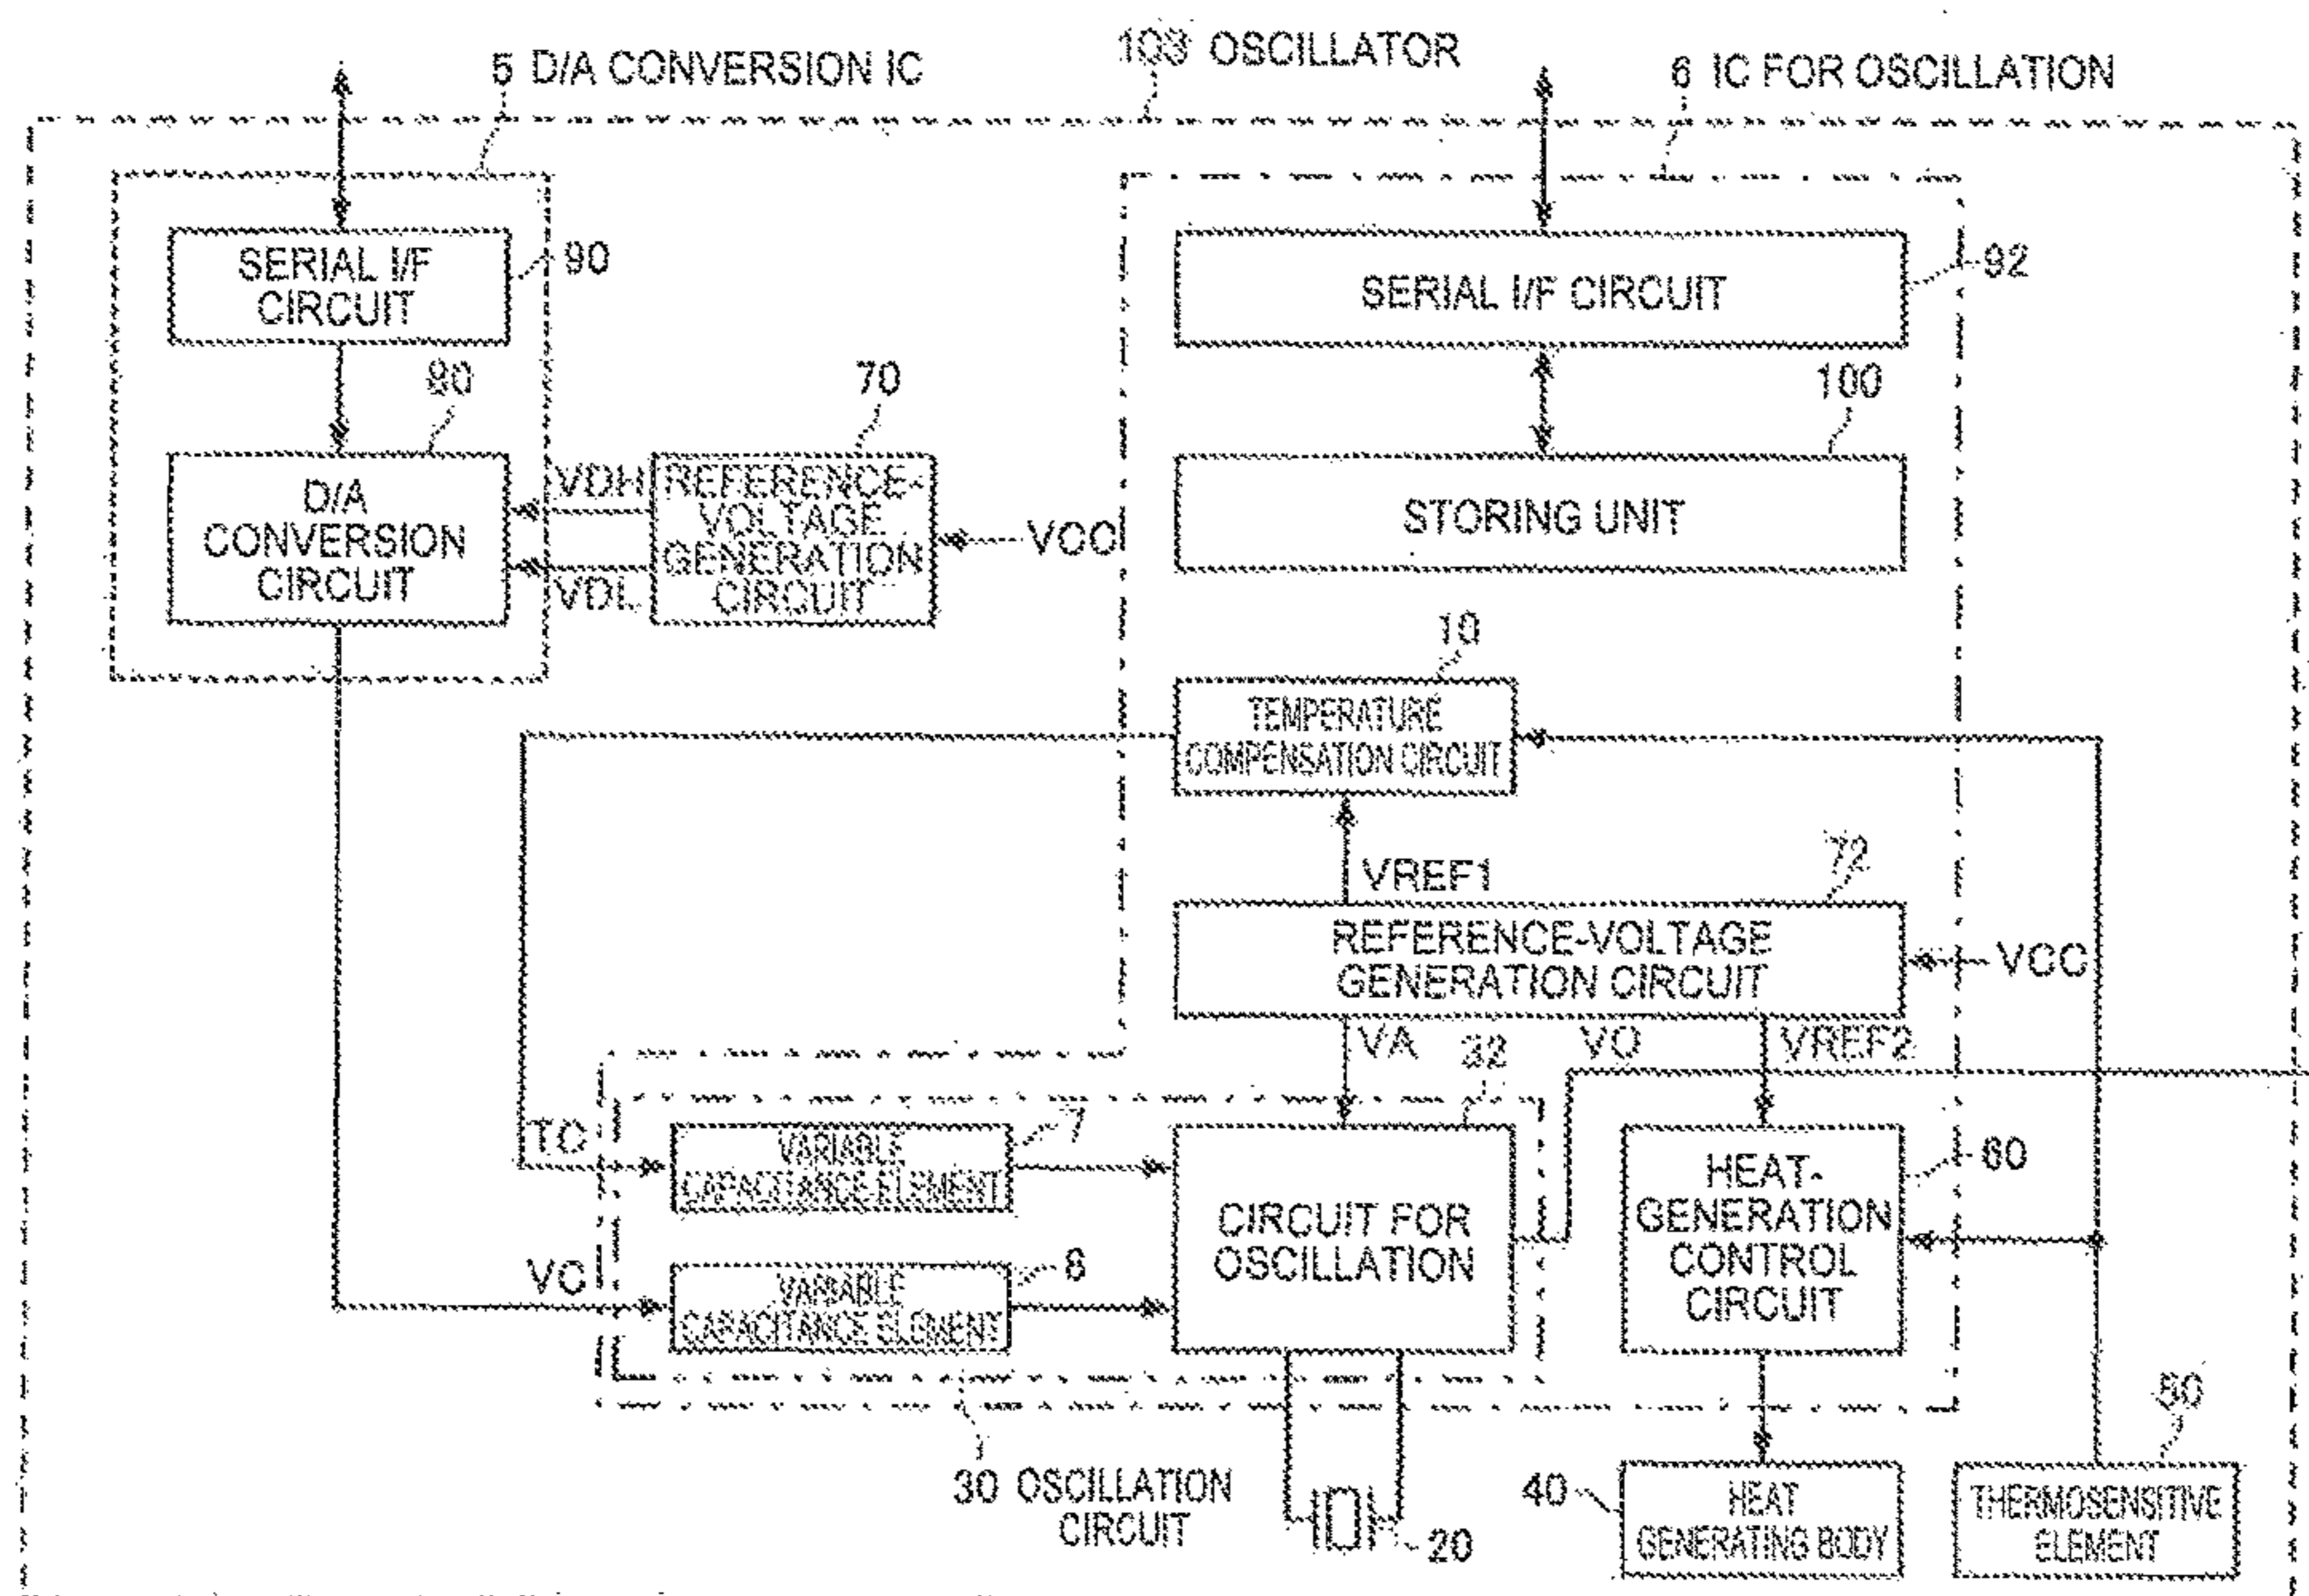 5 D/A CONVERSION IC
103 OSCILLATOR
6 IC FOR OSCILLATION
SERIAL I/F
CIRCUIT
90
SERIAL I/F CIRCUIT
92
80
70
100
D/A
CONVERSION
CIRCUIT
VDH
VDL
REFERENCE-
VOLTAGE
GENERATION
CIRCUIT
VCC
STORING UNIT
10
TEMPERATURE
COMPENSATION CIRCUIT
VREF1
72
REFERENCE-VOLTAGE
GENERATION CIRCUIT
VCC
VA
32
VO
VREF2
TC
VARIABLE
CAPACITANCE ELEMENT
7
VC
VARIABLE
CAPACITANCE ELEMENT
8
CIRCUIT FOR
OSCILLATION
HEAT-
GENERATION
CONTROL
CIRCUIT
60
30 OSCILLATION
CIRCUIT
20
40
HEAT
GENERATING BODY
THERMOSENSITIVE
ELEMENT